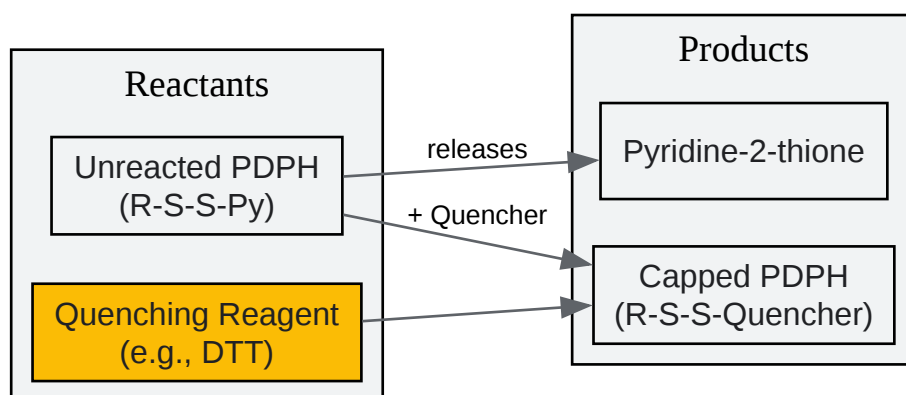 Reactants
Unreacted PDPH
(R-S-S-Py)
Quenching Reagent
(e.g., DTT)
releases
+ Quencher
Products
Pyridine-2-thione
Capped PDPH
(R-S-S-Quencher)